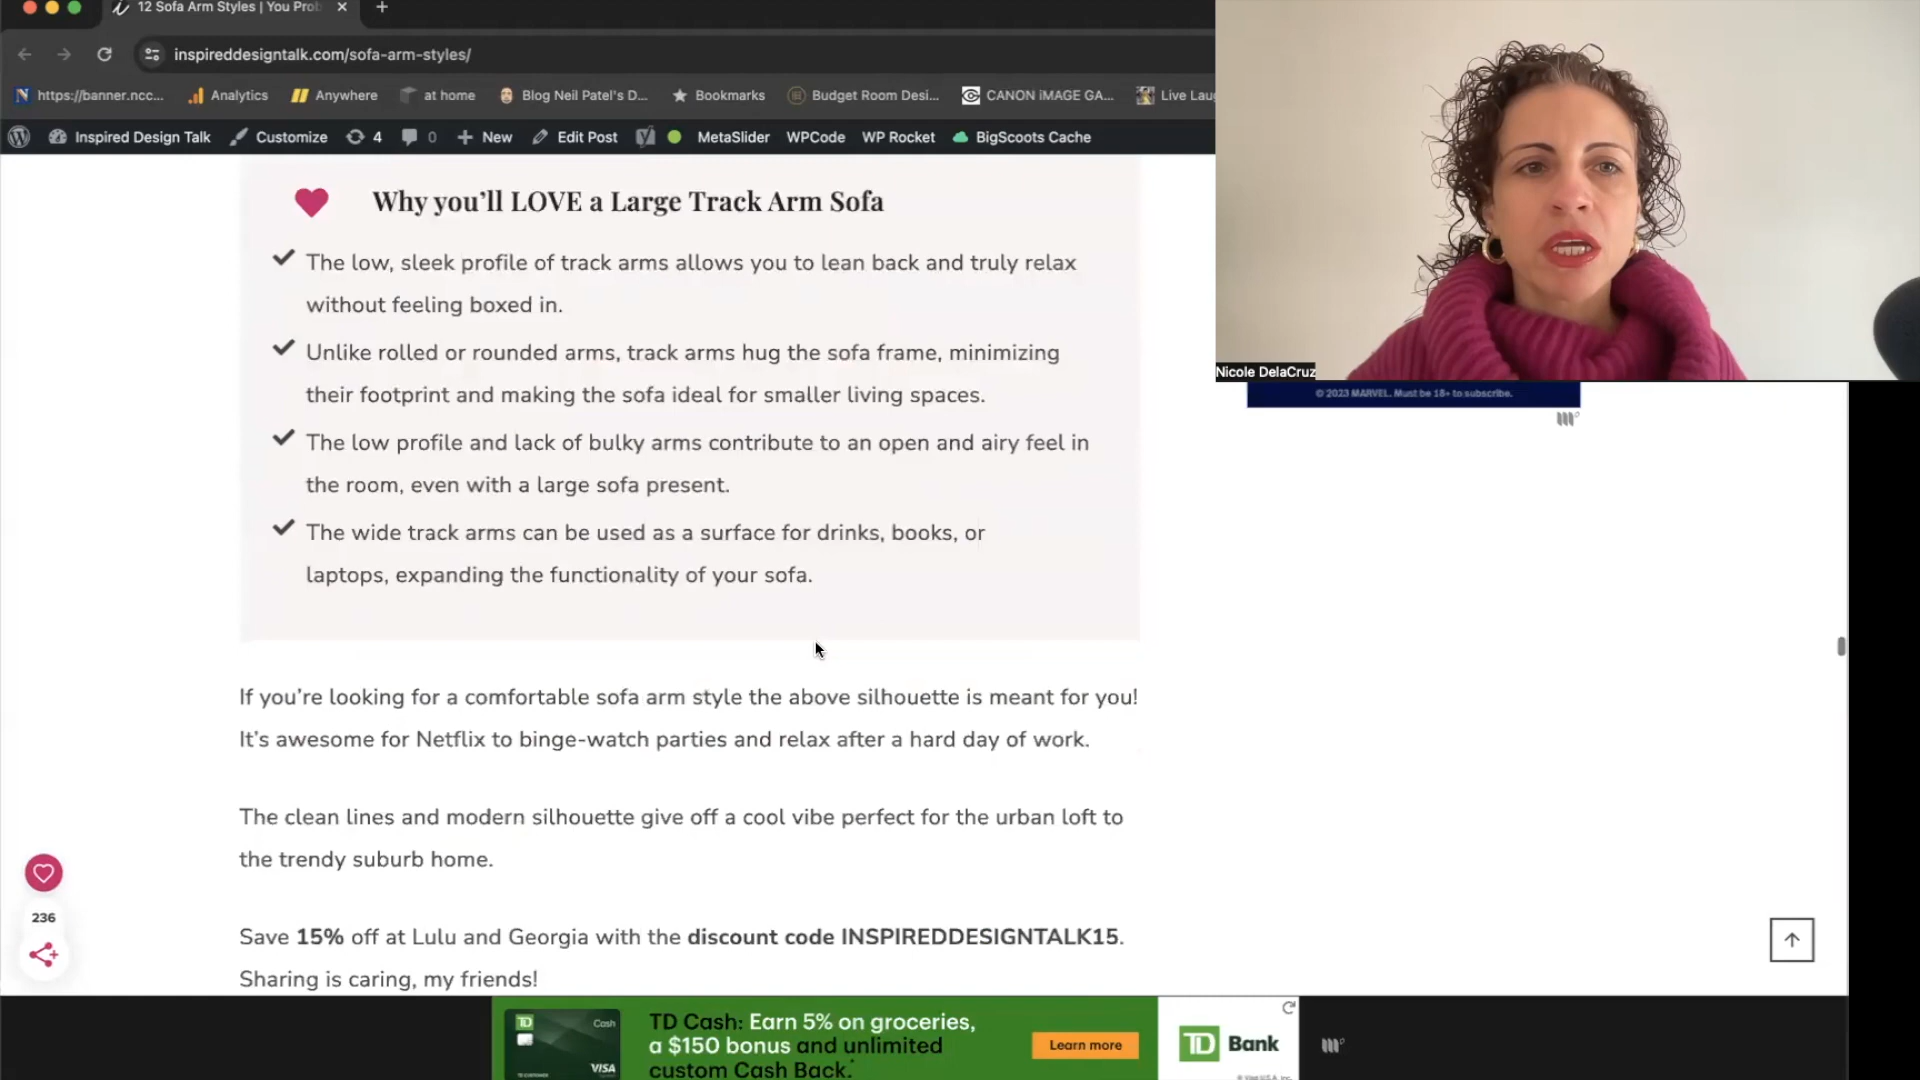 12 Sofa Arm Styles | You Prob
inspireddesigntalk.com/sofa-arm-styles/
https://banner.ncc... Analytics Anywhere at home Blog Neil Patel's D... Bookmarks Budget Room Desi... CANON iMAGE GA... Live Lau
Inspired Design Talk Customize 4 0 New Edit Post MetaSlider WPCode WP Rocket BigScoots Cache
Nicole DelaCruz
© 2023 MARVEL. Must be 18+ to subscribe.
Why you'll LOVE a Large Track Arm Sofa
The low, sleek profile of track arms allows you to lean back and truly relax
without feeling boxed in.
Unlike rolled or rounded arms, track arms hug the sofa frame, minimizing
their footprint and making the sofa ideal for smaller living spaces.
The low profile and lack of bulky arms contribute to an open and airy feel in
the room, even with a large sofa present.
The wide track arms can be used as a surface for drinks, books, or
laptops, expanding the functionality of your sofa.
If you're looking for a comfortable sofa arm style the above silhouette is meant for you!
It's awesome for Netflix to binge-watch parties and relax after a hard day of work.
The clean lines and modern silhouette give off a cool vibe perfect for the urban loft to
the trendy suburb home.
236
Save 15% off at Lulu and Georgia with the discount code INSPIREDDESIGNTALK15.
Sharing is caring, my friends!
TD Cash VISA
TD Cash: Earn 5% on groceries,
a $150 bonus and unlimited
custom Cash Back.
Learn more
TD Bank